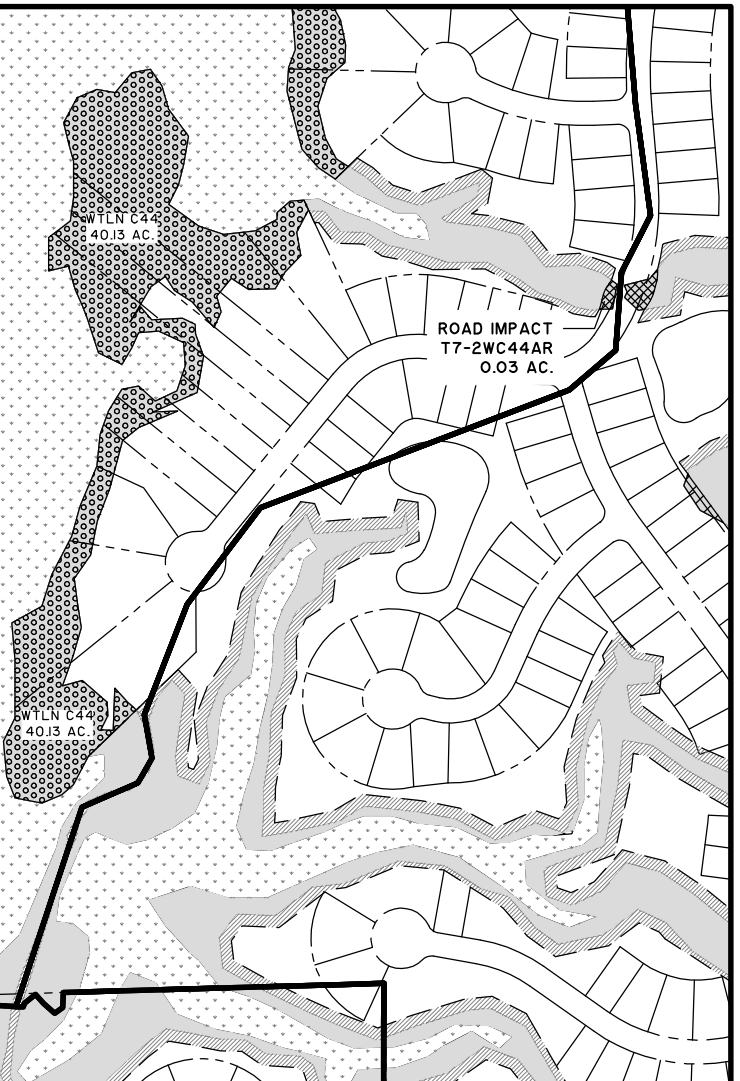 WTLN C44
40.13 AC.
ROAD IMPACT
T7-2WC44AR
0.03 AC.
WTLN C44
40.13 AC.